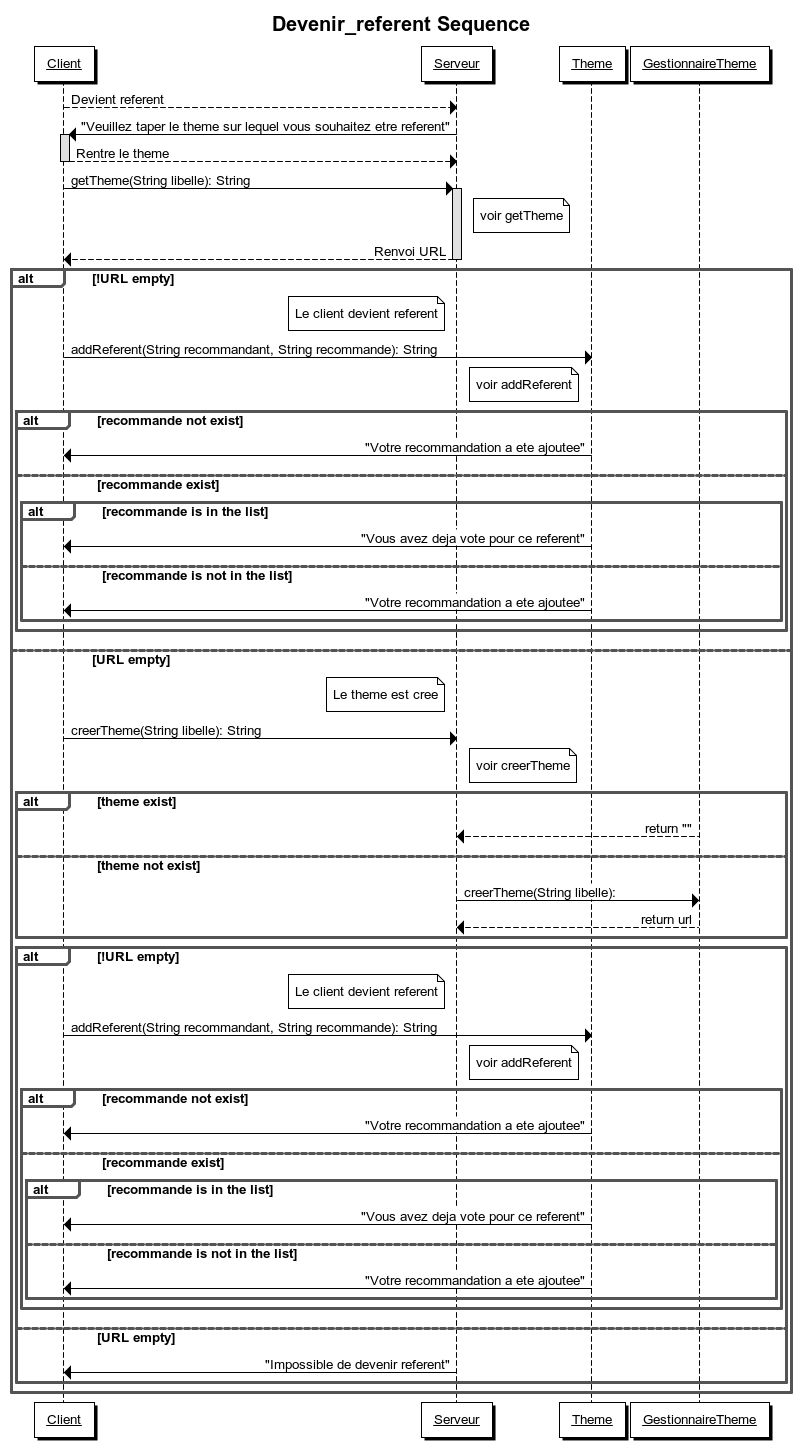 Devenir_referent Sequence
Client
Serveur
Theme
GestionnaireTheme
Devient referent
"Veuillez taper le theme sur lequel vous souhaitez etre referent"
Rentre le theme
getTheme(String libelle): String
voir getTheme
Renvoi URL
alt
[!URL empty]
Le client devient referent
addReferent(String recommandant, String recommande): String
voir addReferent
alt
[recommande not exist]
"Votre recommandation a ete ajoutee"
[recommande exist]
alt
[recommande is in the list]
"Vous avez deja vote pour ce referent"
[recommande is not in the list]
"Votre recommandation a ete ajoutee"
[URL empty]
Le theme est cree
creerTheme(String libelle): String
voir creerTheme
alt
[theme exist]
return ""
[theme not exist]
creerTheme(String libelle):
return url
alt
[!URL empty]
Le client devient referent
addReferent(String recommandant, String recommande): String
voir addReferent
alt
[recommande not exist]
"Votre recommandation a ete ajoutee"
[recommande exist]
alt
[recommande is in the list]
"Vous avez deja vote pour ce referent"
[recommande is not in the list]
"Votre recommandation a ete ajoutee"
[URL empty]
"Impossible de devenir referent"
Client
Serveur
Theme
GestionnaireTheme